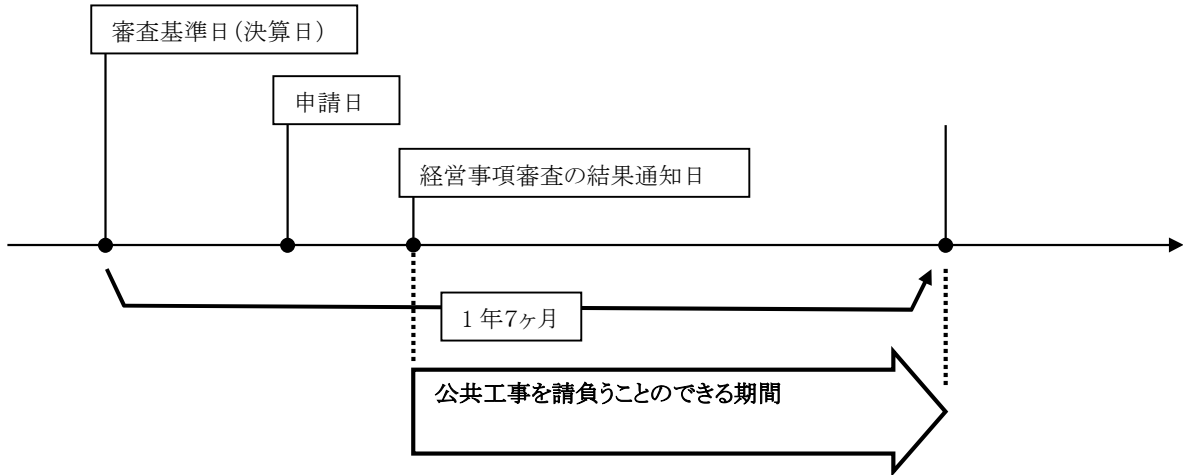 審査基準日(決算日)
申請日
経営事項審査の結果通知日
1年7ヶ月
公共工事を請負うことのできる期間